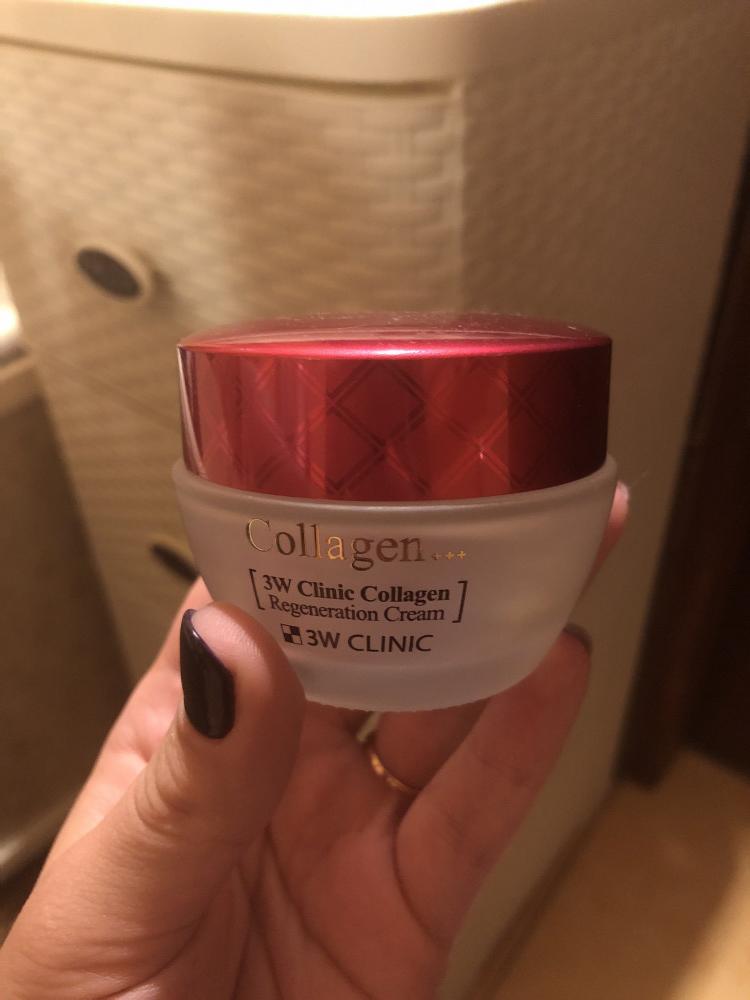 Collagen+++
[3W Clinic Collagen
Regeneration Cream]
3W CLINIC